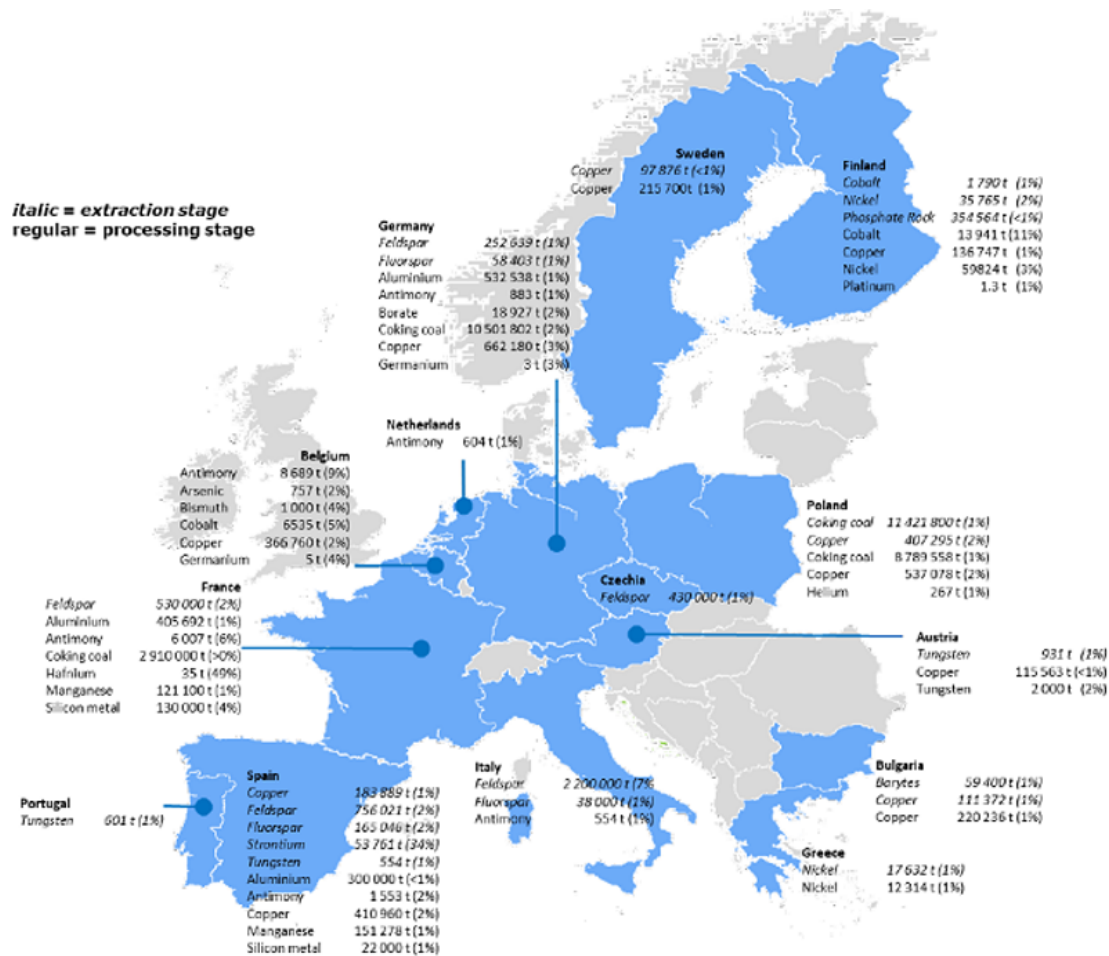 italic = extraction stage
regular = processing stage
Sweden
Copper 97 876 t (<1%)
Copper 215 700t (1%)
Finland
Cobalt 1 790 t (1%)
Nickel 35 765 t (2%)
Phosphate Rock 354 564 t (<1%)
Cobalt 13 941 t (11%)
Copper 136 747 t (1%)
Nickel 59824 t (3%)
Platinum 1.3 t (1%)
Germany
Feldspar 252 639 t (1%)
Fluorspar 58 403 t (1%)
Aluminium 532 538 t (1%)
Antimony 883 t (1%)
Borate 18 927 t (2%)
Coking coal 10 501 802 t (2%)
Copper 662 180 t (3%)
Germanium 3 t (3%)
Netherlands
Antimony 604 t (1%)
Belgium
Antimony 8 689 t (9%)
Arsenic 757 t (2%)
Bismuth 1 000 t (4%)
Cobalt 6535 t (5%)
Copper 366 760 t (2%)
Germanium 5 t (4%)
Poland
Coking coal 11 421 800 t (1%)
Copper 407 295 t (2%)
Coking coal 8 789 558 t (1%)
Copper 537 078 t (2%)
Helium 267 t (1%)
Czechia
Feldspar 430 000 t (1%)
France
Feldspar 530 000 t (2%)
Aluminium 405 692 t (1%)
Antimony 6 007 t (6%)
Coking coal 2 910 000 t (>0%)
Hafnium 35 t (49%)
Manganese 121 100 t (1%)
Silicon metal 130 000 t (4%)
Austria
Tungsten 931 t (1%)
Copper 115 563 t (<1%)
Tungsten 2 000 t (2%)
Portugal
Tungsten 601 t (1%)
Spain
Copper 183 889 t (1%)
Feldspar 756 021 t (2%)
Fluorspar 165 046 t (2%)
Strontium 53 761 t (34%)
Tungsten 554 t (1%)
Aluminium 300 000 t (<1%)
Antimony 1 553 t (2%)
Copper 410 960 t (2%)
Manganese 151 278 t (1%)
Silicon metal 22 000 t (1%)
Italy
Feldspar 2 200 000 t (7%
Fluorspar 38 000 t (1%)
Antimony 554 t (1%)
Bulgaria
Barytes 59 400 t (1%)
Copper 111 372 t (1%)
Copper 220 236 t (1%)
Greece
Nickel 17 632 t (1%)
Nickel 12 314 t (1%)